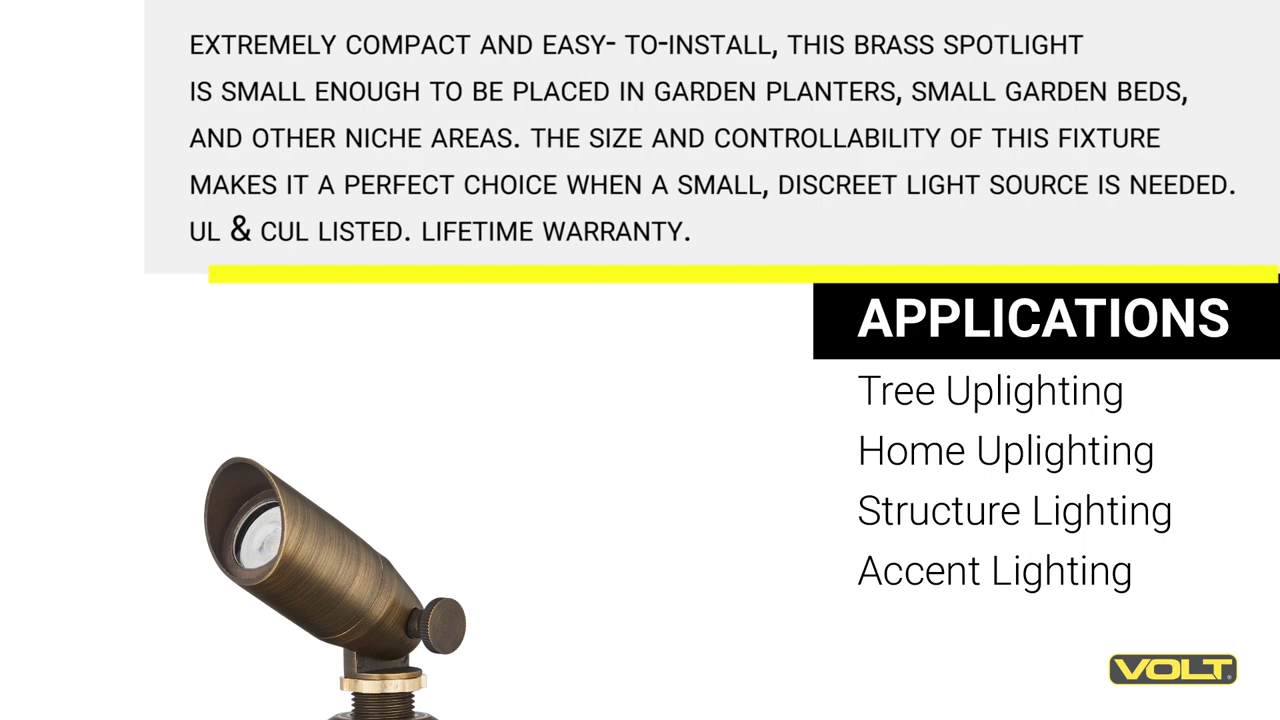 EXTREMELY COMPACT AND EASY- TO-INSTALL, THIS BRASS SPOTLIGHT
IS SMALL ENOUGH TO BE PLACED IN GARDEN PLANTERS, SMALL GARDEN BEDS,
AND OTHER NICHE AREAS. THE SIZE AND CONTROLLABILITY OF THIS FIXTURE
MAKES IT A PERFECT CHOICE WHEN A SMALL, DISCREET LIGHT SOURCE IS NEEDED.
UL & CUL LISTED. LIFETIME WARRANTY.
APPLICATIONS
Tree Uplighting
Home Uplighting
Structure Lighting
Accent Lighting
VOLT®